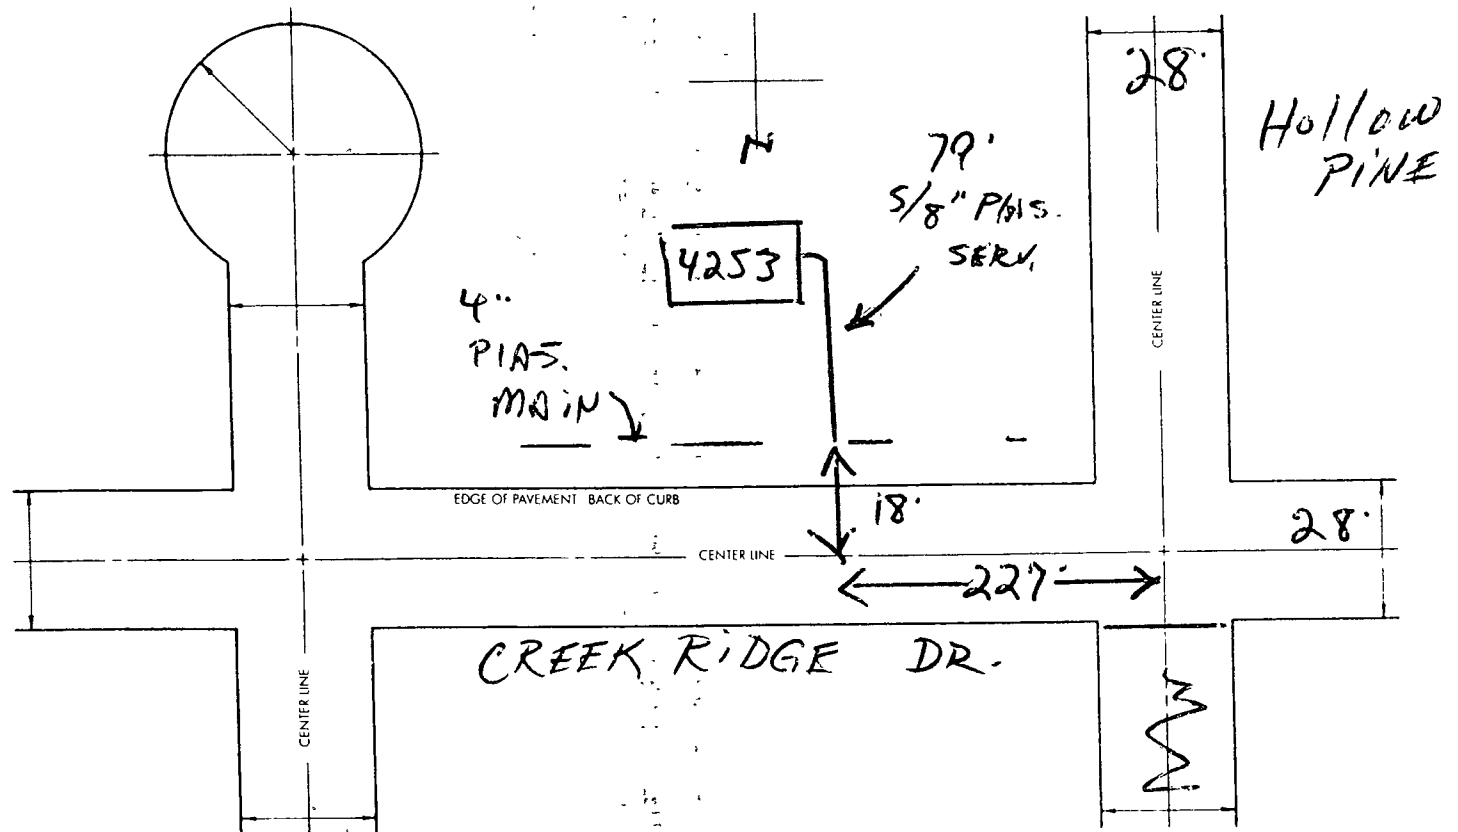 28'
Hollow
PINE
N
79'
5/8" Plas.
SERV.
4253
4"
PLAS.
MAIN
CENTER LINE
EDGE OF PAVEMENT BACK OF CURB
18'
28'
CENTER LINE
227'
CREEK RIDGE DR.
CENTER LINE